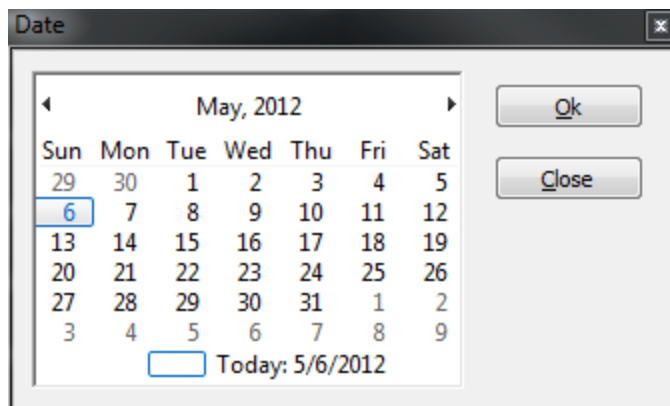 Date
May, 2012
Ok
Sun Mon Tue Wed Thu Fri Sat
Close
29 30 1 2 3 4 5
6 7 8 9 10 11 12
13 14 15 16 17 18 19
20 21 22 23 24 25 26
27 28 29 30 31 1 2
3 4 5 6 7 8 9
Today: 5/6/2012